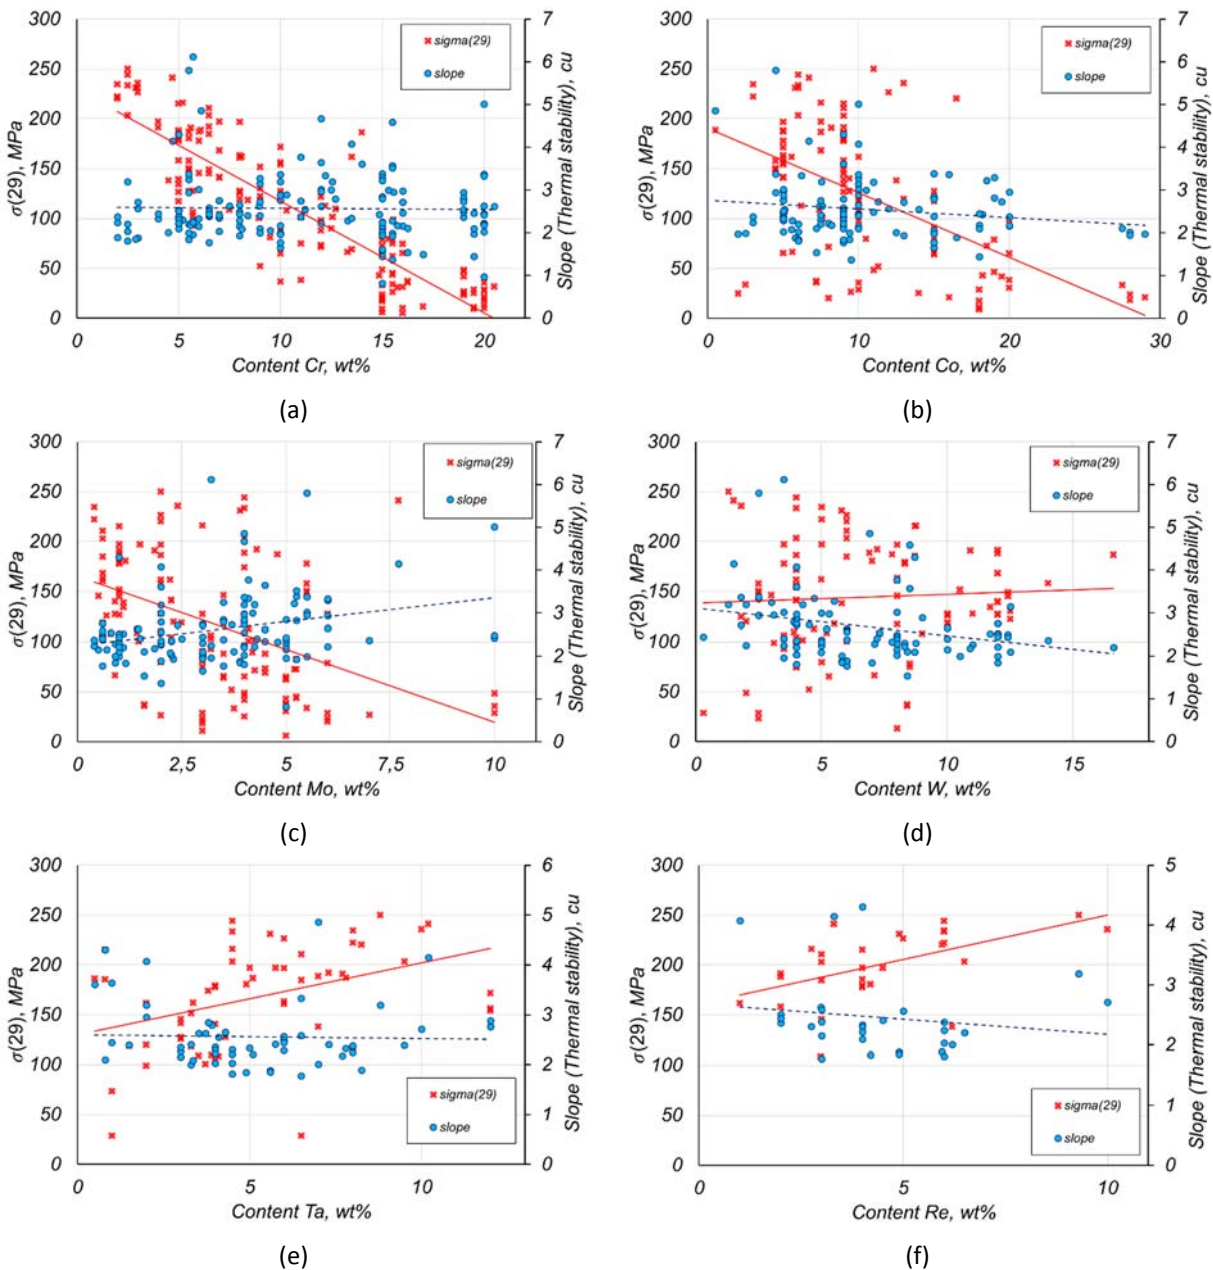 300 250 200 150 100 50 0
σ(29), MPa
sigma(29)
slope
7 6 5 4 3 2 1 0
Slope (Thermal stability), cu
0 5 10 15 20
Content Cr, wt%
(a)
300 250 200 150 100 50 0
σ(29), MPa
sigma(29)
slope
7 6 5 4 3 2 1 0
Slope (Thermal stability), cu
0 10 20 30
Content Co, wt%
(b)
300 250 200 150 100 50 0
σ(29), MPa
sigma(29)
slope
7 6 5 4 3 2 1 0
Slope (Thermal stability), cu
0 2,5 5 7,5 10
Content Mo, wt%
(c)
300 250 200 150 100 50 0
σ(29), MPa
sigma(29)
slope
7 6 5 4 3 2 1 0
Slope (Thermal stability), cu
0 5 10 15
Content W, wt%
(d)
300 250 200 150 100 50 0
σ(29), MPa
sigma(29)
slope
6 5 4 3 2 1 0
Slope (Thermal stability), cu
0 5 10
Content Ta, wt%
(e)
300 250 200 150 100 50 0
σ(29), MPa
sigma(29)
slope
5 4 3 2 1 0
Slope (Thermal stability), cu
0 5 10
Content Re, wt%
(f)